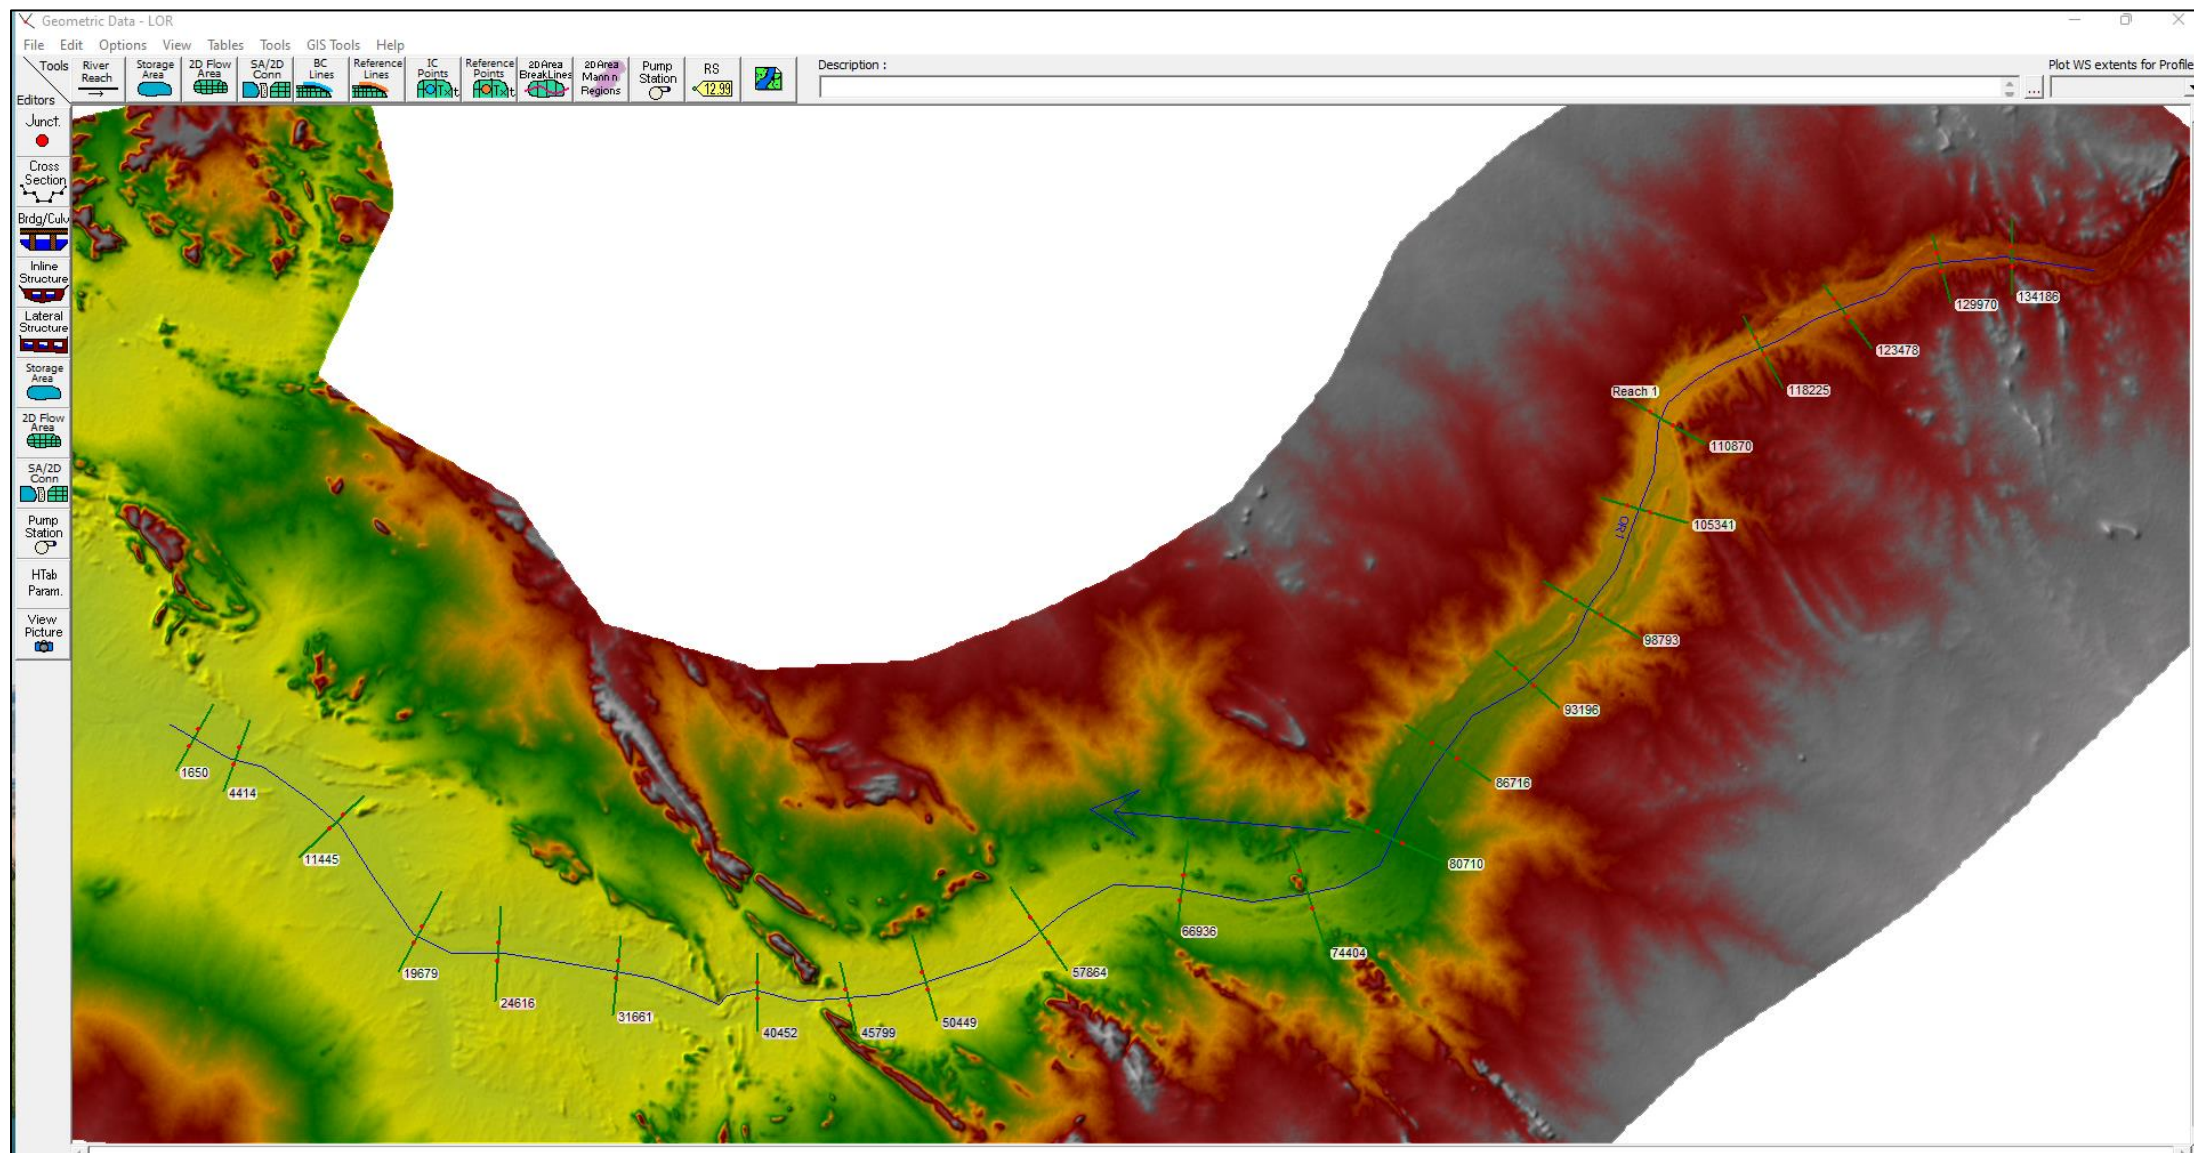 Geometric Data - LOR
File Edit Options View Tables Tools GIS Tools Help
Tools
Editors
River
Reach
Storage
Area
2D Flow
Area
SA/2D
Conn
BC
Lines
Reference
Lines
IC
Points
Reference
Points
2D Area
BreakLines
2D Area
Mann n
Regions
Pump
Station
RS
12.99
Description :
...
Plot WS extents for Profile
Junct.
Cross
Section
Brdg/Culv
Inline
Structure
Lateral
Structure
Storage
Area
2D Flow
Area
SA/2D
Conn
Pump
Station
HTab
Param.
View
Picture
134186
129970
123478
118225
Reach 1
110870
105341
OR1
98793
93196
86716
80710
74404
66936
57864
50449
45799
40452
31661
24616
19679
11445
4414
1650